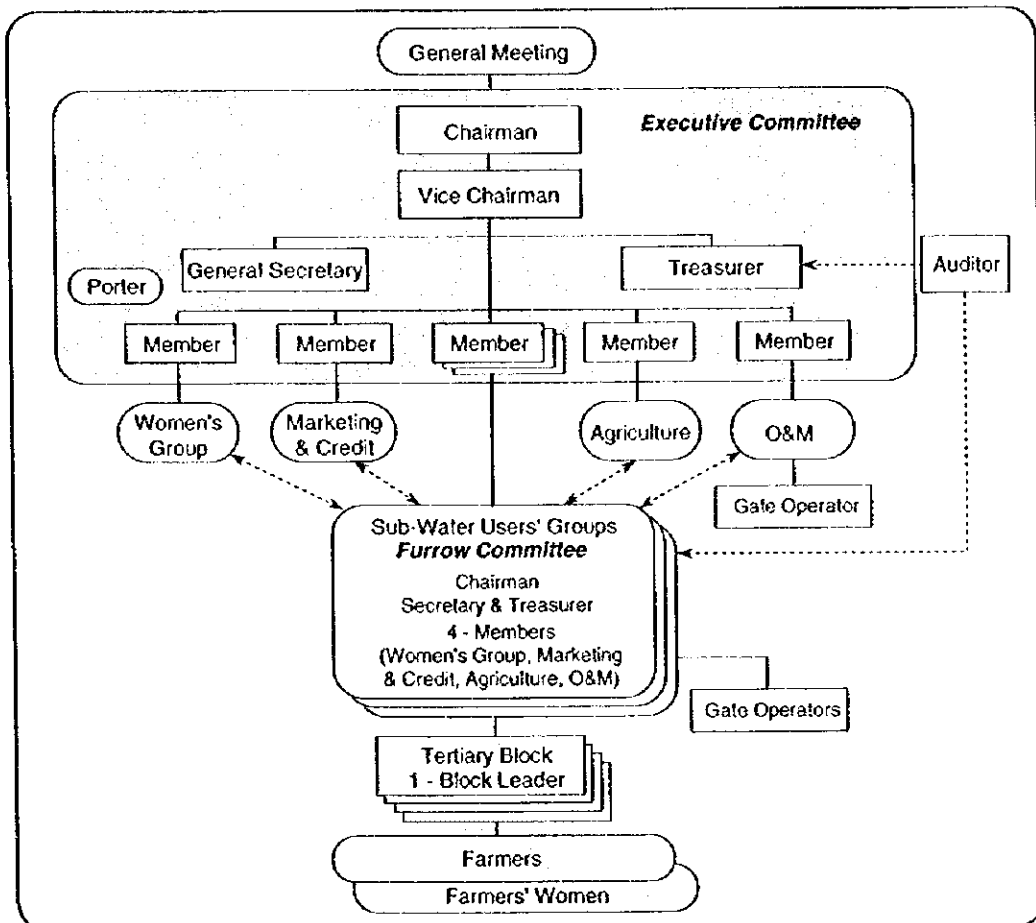 General Meeting
Executive Committee
Chairman
Vice Chairman
General Secretary
Treasurer
Auditor
Porter
Member
Member
Member
Member
Member
Women's
Group
Marketing
& Credit
Agriculture
O&M
Gate Operator
Sub-Water Users' Groups
Furrow Committee
Chairman
Secretary & Treasurer
4 - Members
(Women's Group, Marketing
& Credit, Agriculture, O&M)
Gate Operators
Tertiary Block
1 - Block Leader
Farmers
Farmers' Women